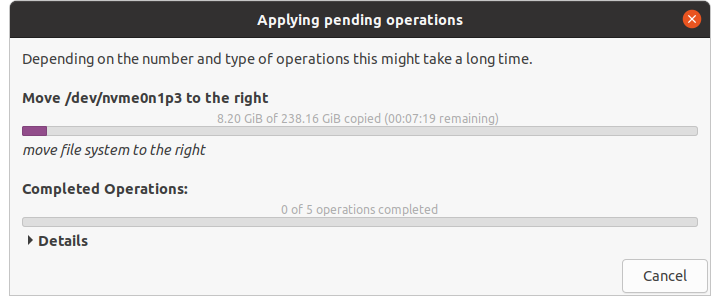 Applying pending operations
Depending on the number and type of operations this might take a long time.
Move /dev/nvme0n1p3 to the right
8.20 GiB of 238.16 GiB copied (00:07:19 remaining)
move file system to the right
Completed Operations:
0 of 5 operations completed
Details
Cancel